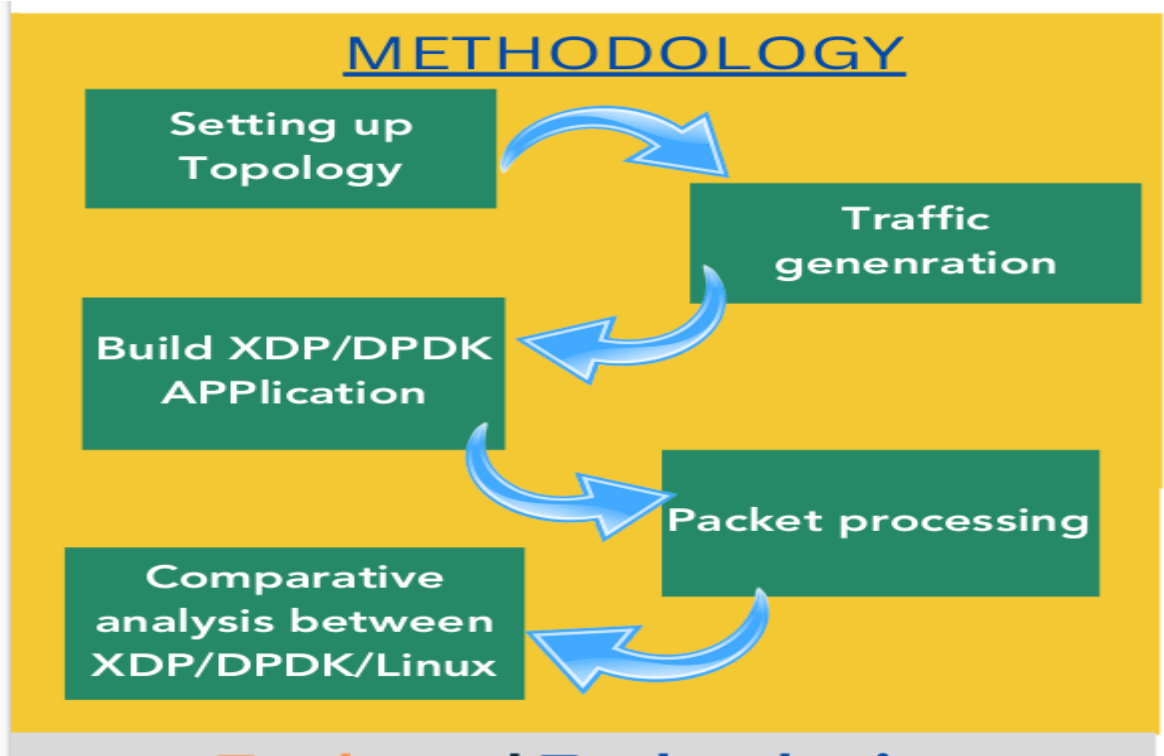 METHODOLOGY
Setting up
Topology
Traffic
genenration
Build XDP/DPDK
APPlication
Packet processing
Comparative
analysis between
XDP/DPDK/Linux